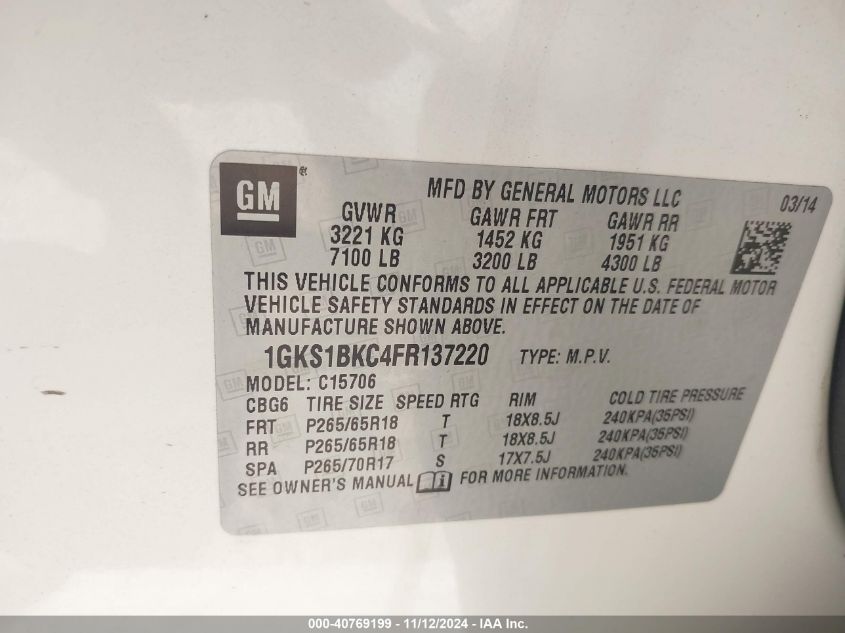 GM ®
MFD BY GENERAL MOTORS LLC
03/14
GVWR GAWR FRT GAWR RR
3221 KG 1452 KG 1951 KG
7100 LB 3200 LB 4300 LB
THIS VEHICLE CONFORMS TO ALL APPLICABLE U.S. FEDERAL MOTOR
VEHICLE SAFETY STANDARDS IN EFFECT ON THE DATE OF
MANUFACTURE SHOWN ABOVE.
1GKS1BKC4FR137220 TYPE: M.P.V.
MODEL: C15706
CBG6 TIRE SIZE SPEED RTG RIM COLD TIRE PRESSURE
FRT P265/65R18 T 18X8.5J 240KPA(35PSI)
RR P265/65R18 T 18X8.5J 240KPA(35PSI)
SPA P265/70R17 S 17X7.5J 240KPA(35PSI)
SEE OWNER'S MANUAL FOR MORE INFORMATION.
000-40769199 - 11/12/2024 - IAA Inc.